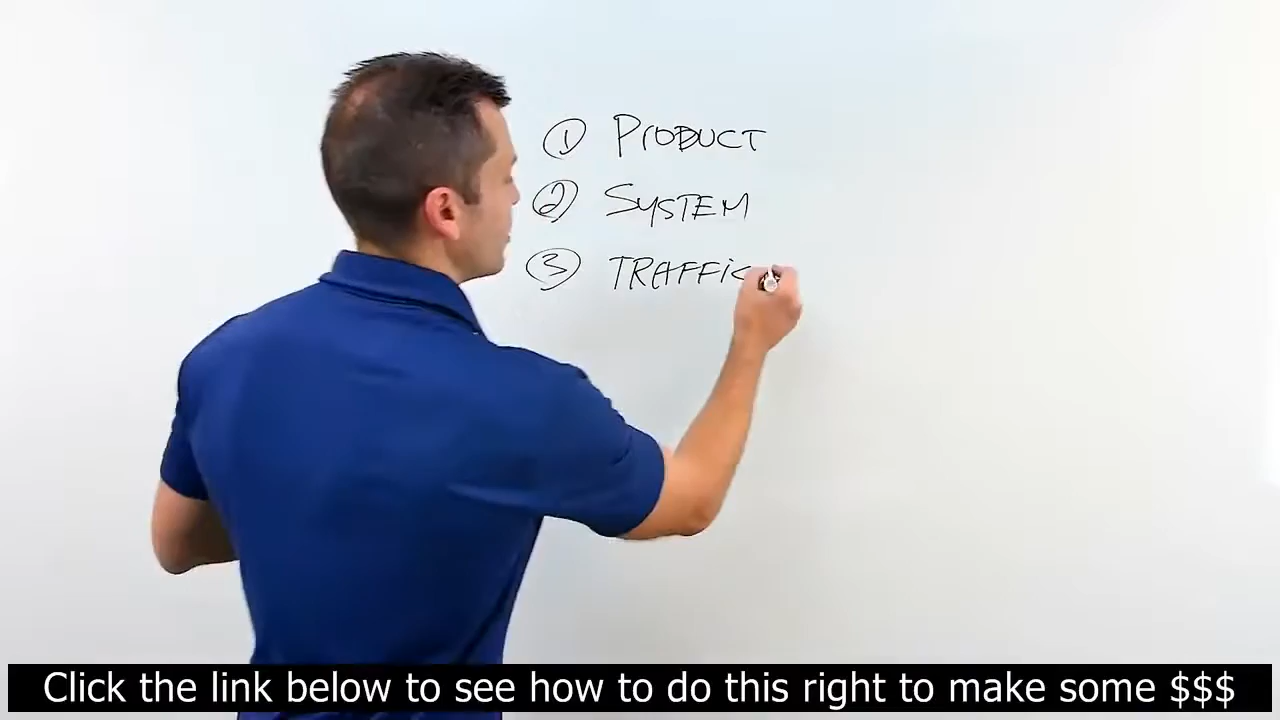 ① PRODUCT
② SYSTEM
③ TRAFFIC
Click the link below to see how to do this right to make some $$$